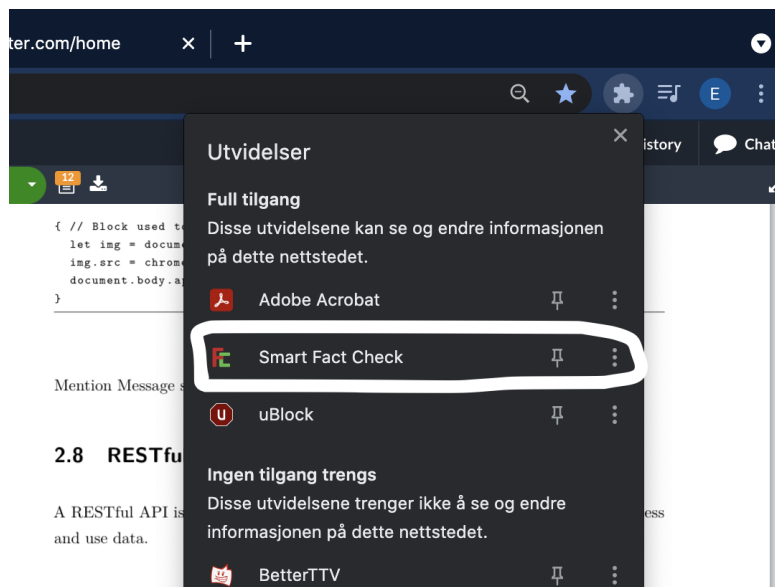 ter.com/home
E
Utvidelser
istory
Chat
12
Full tilgang
Disse utvidelsene kan se og endre informasjonen
på dette nettstedet.
{ // Block used to
let img = docume
img.src = chrome
document.body.ap
}
Adobe Acrobat
Smart Fact Check
Mention Message s
uBlock
2.8 RESTfu
Ingen tilgang trengs
Disse utvidelsene trenger ikke å se og endre
informasjonen på dette nettstedet.
A RESTful API is
ess
and use data.
BetterTTV